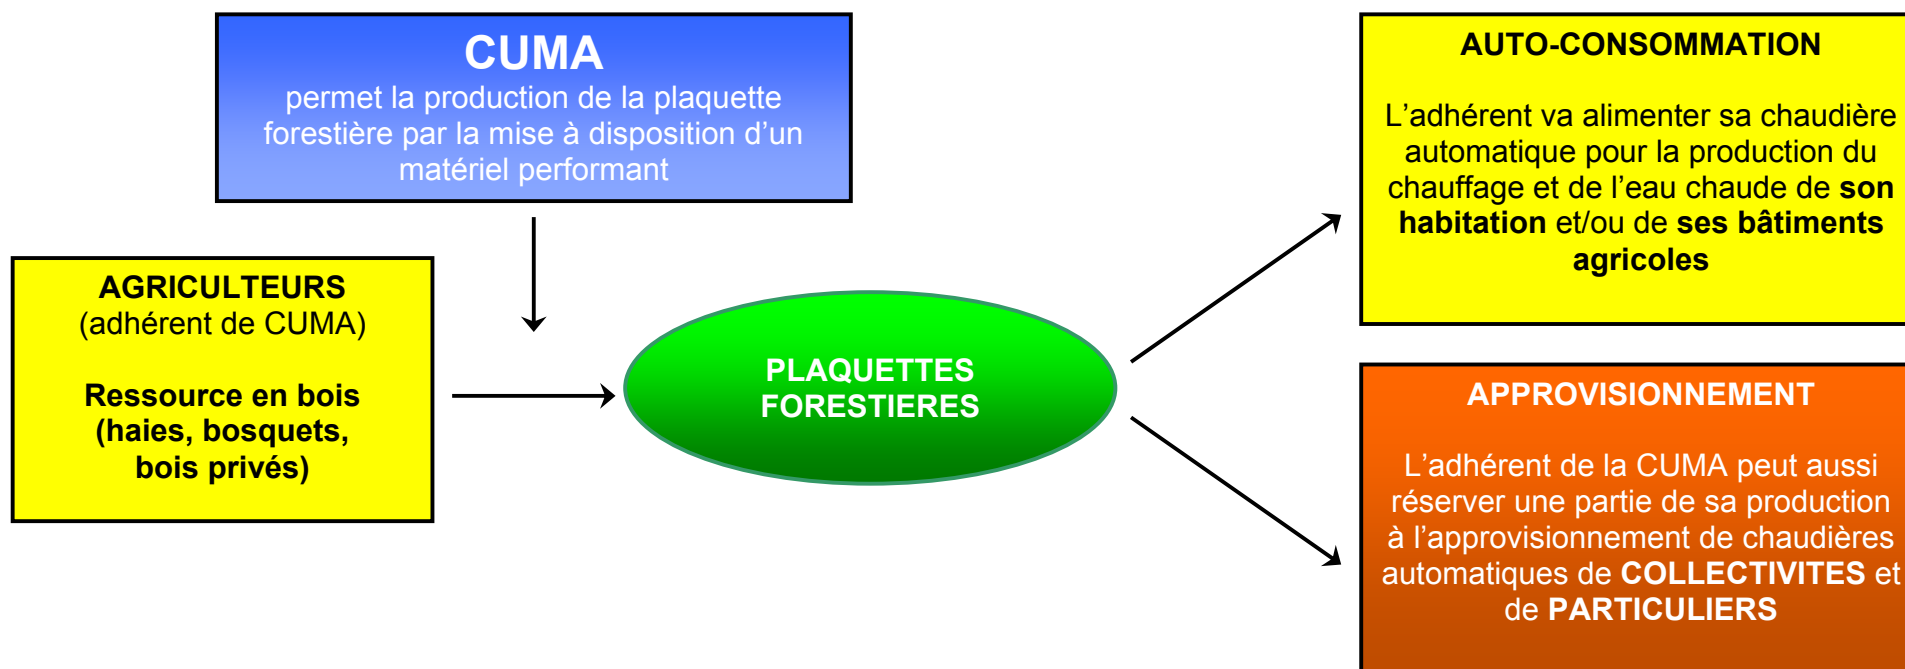 CUMA
permet la production de la plaquette
forestière par la mise à disposition d’un
matériel performant
AGRICULTEURS
(adhérent de CUMA)
Ressource en bois
(haies, bosquets,
bois privés)
PLAQUETTES
FORESTIERES
AUTO-CONSOMMATION
L’adhérent va alimenter sa chaudière
automatique pour la production du
chauffage et de l’eau chaude de son
habitation et/ou de ses bâtiments
agricoles
APPROVISIONNEMENT
L’adhérent de la CUMA peut aussi
réserver une partie de sa production
à l’approvisionnement de chaudières
automatiques de COLLECTIVITES et
de PARTICULIERS